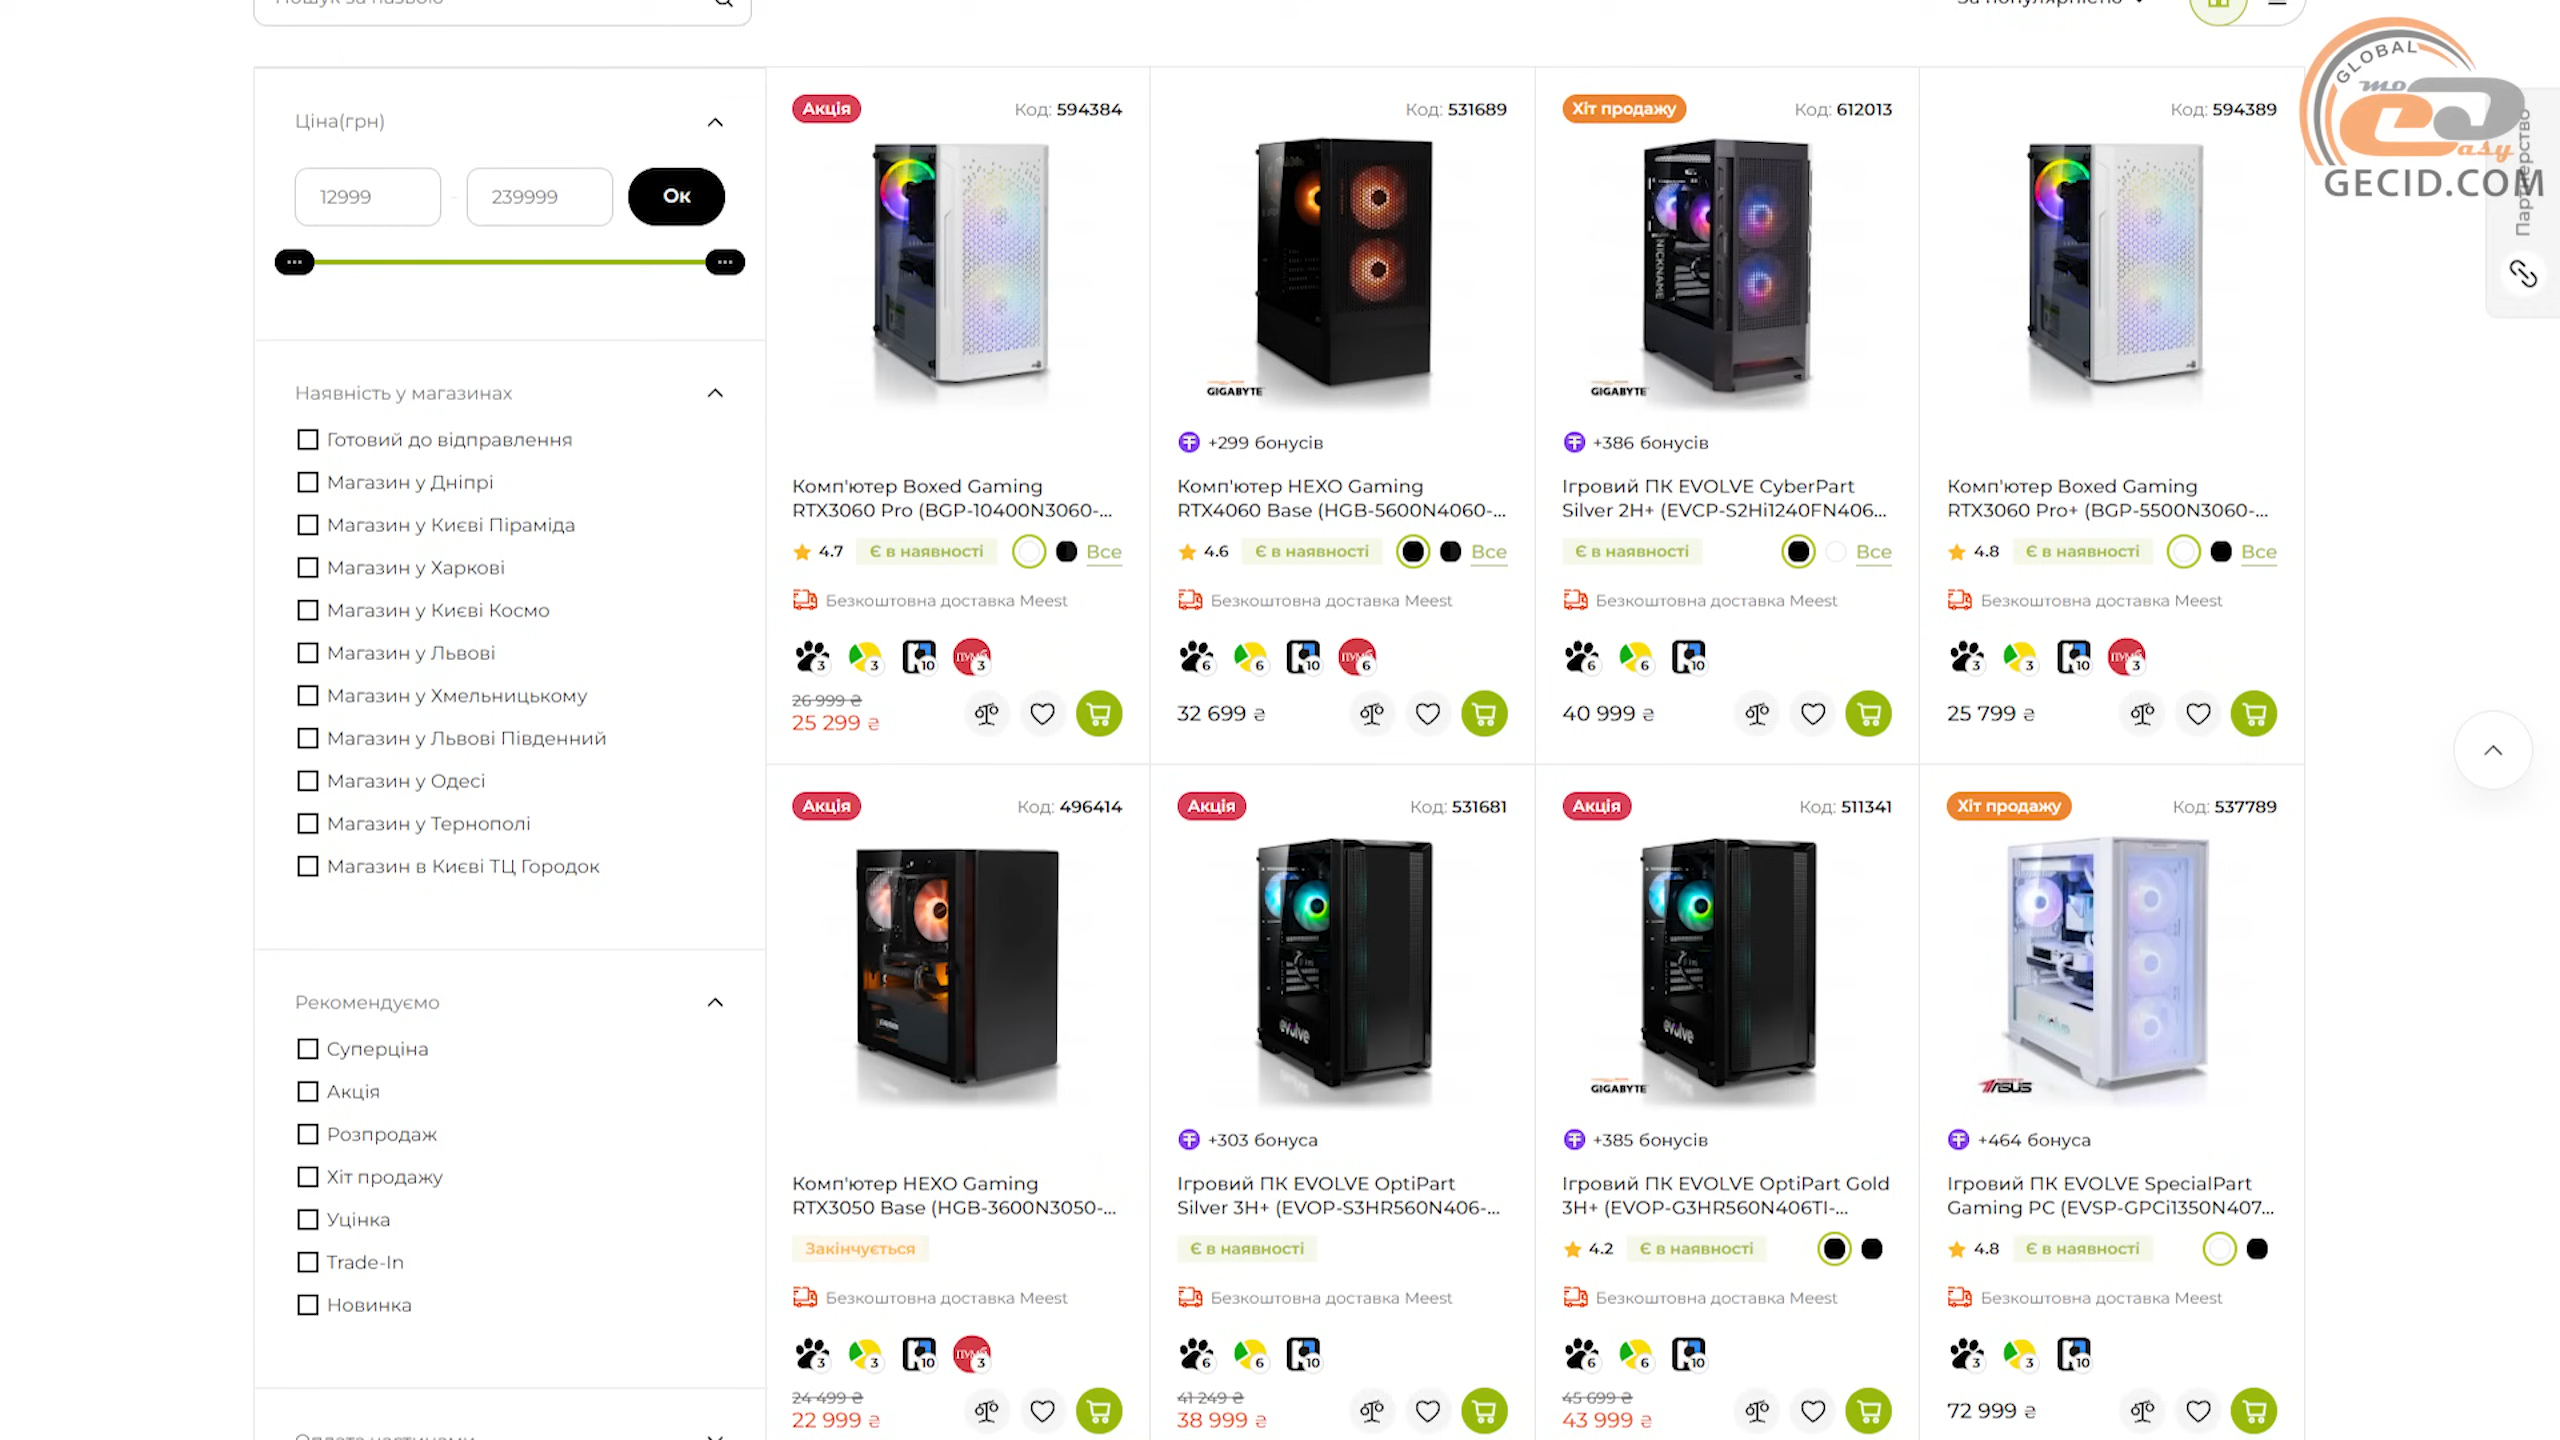 Пошук за назвою
За популярністю
GLOBAL
mo
easy
GECID.COM
Партнерство
Ціна(грн)
12999 - 239999 Ок
Наявність у магазинах
Готовий до відправлення
Магазин у Дніпрі
Магазин у Києві Піраміда
Магазин у Харкові
Магазин у Києві Космо
Магазин у Львові
Магазин у Хмельницькому
Магазин у Львові Південний
Магазин у Одесі
Магазин у Тернополі
Магазин в Києві ТЦ Городок
Рекомендуємо
Суперціна
Акція
Розпродаж
Хіт продажу
Уцінка
Trade-In
Новинка
Оплата частинами
Акція Код: 594384
Комп'ютер Boxed Gaming
RTX3060 Pro (BGP-10400N3060-...
4.7 Є в наявності Все
Безкоштовна доставка Meest
3 3 10 ПУМБ 3
26 999 ₴
25 299 ₴
Код: 531689
GIGABYTE
+299 бонусів
Комп'ютер HEXO Gaming
RTX4060 Base (HGB-5600N4060-...
4.6 Є в наявності Все
Безкоштовна доставка Meest
6 6 10 ПУМБ 6
32 699 ₴
Хіт продажу Код: 612013
NICKNAME
GIGABYTE
+386 бонусів
Ігровий ПК EVOLVE CyberPart
Silver 2H+ (EVCP-S2Hi1240FN406...
Є в наявності Все
Безкоштовна доставка Meest
6 6 10
40 999 ₴
Код: 594389
Комп'ютер Boxed Gaming
RTX3060 Pro+ (BGP-5500N3060-...
4.8 Є в наявності Все
Безкоштовна доставка Meest
3 3 10 ПУМБ 3
25 799 ₴
Акція Код: 496414
Комп'ютер HEXO Gaming
RTX3050 Base (HGB-3600N3050-...
Закінчується
Безкоштовна доставка Meest
3 3 10 ПУМБ 3
24 499 ₴
22 999 ₴
Акція Код: 531681
evolve
+303 бонуса
Ігровий ПК EVOLVE OptiPart
Silver 3H+ (EVOP-S3HR560N406-...
Є в наявності
Безкоштовна доставка Meest
6 6 10
41 249 ₴
38 999 ₴
Акція Код: 511341
evolve
GIGABYTE
+385 бонусів
Ігровий ПК EVOLVE OptiPart Gold
3H+ (EVOP-G3HR560N406TI-...
4.2 Є в наявності
Безкоштовна доставка Meest
6 6 10
45 699 ₴
43 999 ₴
Хіт продажу Код: 537789
evolve
ASUS
+464 бонуса
Ігровий ПК EVOLVE SpecialPart
Gaming PC (EVSP-GPCi1350N407...
4.8 Є в наявності
Безкоштовна доставка Meest
3 3 10
72 999 ₴